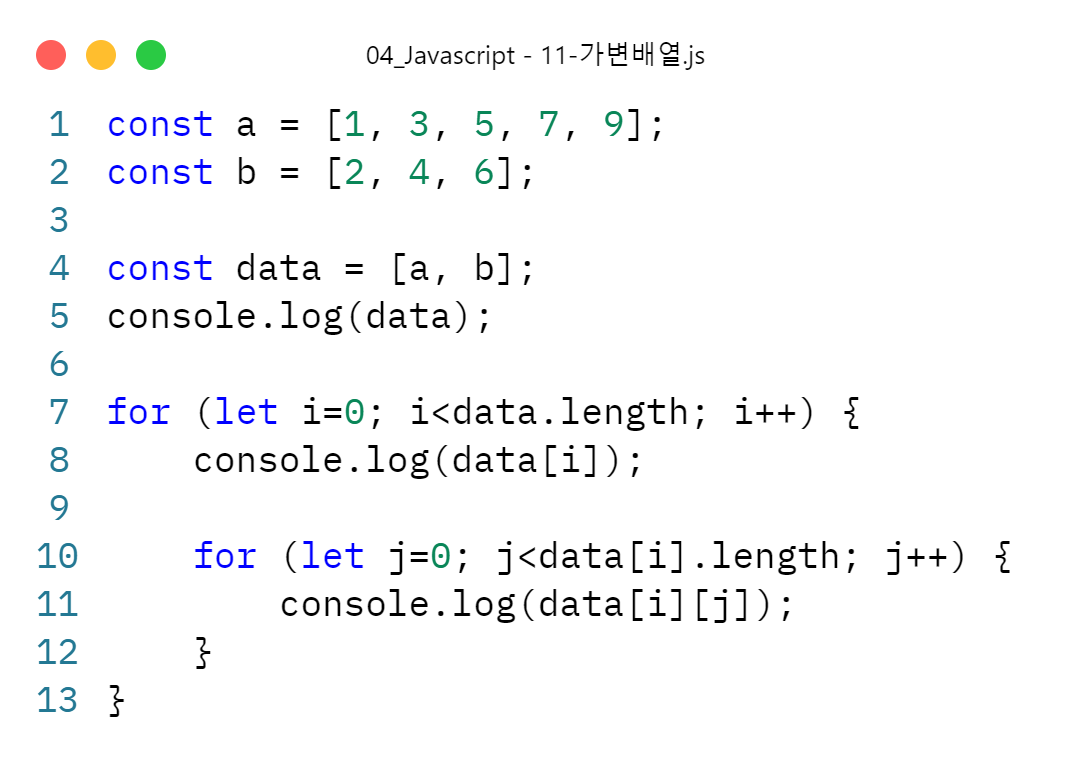 04_Javascript - 11-가변배열.js
1 const a = [1, 3, 5, 7, 9];
2 const b = [2, 4, 6];
3
4 const data = [a, b];
5 console.log(data);
6
7 for (let i=0; i<data.length; i++) {
8     console.log(data[i]);
9
10     for (let j=0; j<data[i].length; j++) {
11         console.log(data[i][j]);
12     }
13 }